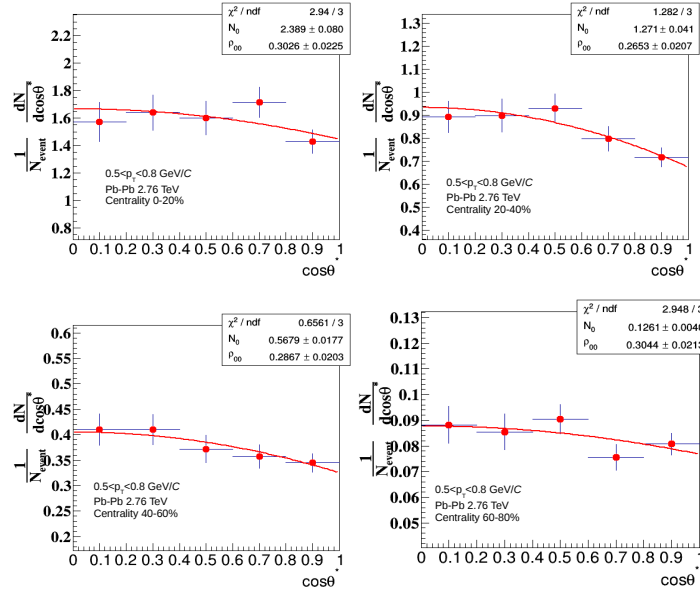 χ² / ndf 2.94 / 3
N₀ 2.389 ± 0.080
ρ₀₀ 0.3026 ± 0.0225
1/N_event dN/dcosθ*
2.2
2
1.8
1.6
1.4
1.2
1
0.8
0.5<p_T<0.8 GeV/C
Pb-Pb 2.76 TeV
Centrality 0-20%
0 0.1 0.2 0.3 0.4 0.5 0.6 0.7 0.8 0.9 1
cosθ*
χ² / ndf 1.282 / 3
N₀ 1.271 ± 0.041
ρ₀₀ 0.2653 ± 0.0207
1/N_event dN/dcosθ*
1.3
1.2
1.1
1
0.9
0.8
0.7
0.6
0.5
0.4
0.5<p_T<0.8 GeV/C
Pb-Pb 2.76 TeV
Centrality 20-40%
0 0.1 0.2 0.3 0.4 0.5 0.6 0.7 0.8 0.9 1
cosθ*
χ² / ndf 0.6561 / 3
N₀ 0.5679 ± 0.0177
ρ₀₀ 0.2867 ± 0.0203
1/N_event dN/dcosθ*
0.6
0.55
0.5
0.45
0.4
0.35
0.3
0.25
0.2
0.5<p_T<0.8 GeV/C
Pb-Pb 2.76 TeV
Centrality 40-60%
0 0.1 0.2 0.3 0.4 0.5 0.6 0.7 0.8 0.9 1
cosθ*
χ² / ndf 2.948 / 3
N₀ 0.1261 ± 0.004
ρ₀₀ 0.3044 ± 0.0213
1/N_event dN/dcosθ*
0.13
0.12
0.11
0.1
0.09
0.08
0.07
0.06
0.05
0.5<p_T<0.8 GeV/C
Pb-Pb 2.76 TeV
Centrality 60-80%
0 0.1 0.2 0.3 0.4 0.5 0.6 0.7 0.8 0.9 1
cosθ*